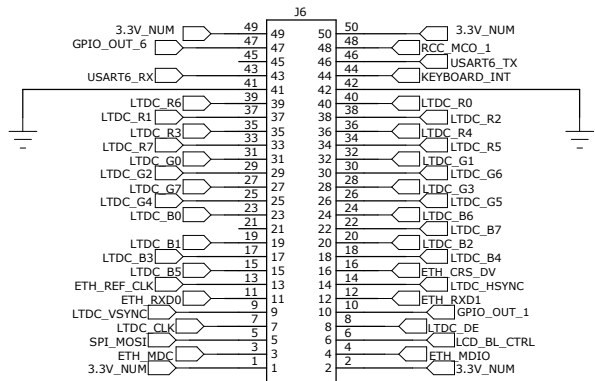 J6
3.3V_NUM 49 49 50 50 3.3V_NUM
GPIO_OUT_6 47 47 48 48 RCC_MCO_1
45 45 46 46 USART6_TX
USART6_RX 43 43 44 44 KEYBOARD_INT
41 41 42 42
LTDC_R6 39 39 40 40 LTDC_R0
LTDC_R1 37 37 38 38 LTDC_R2
LTDC_R3 35 35 36 36 LTDC_R4
LTDC_R7 33 33 34 34 LTDC_R5
LTDC_G0 31 31 32 32 LTDC_G1
LTDC_G2 29 29 30 30 LTDC_G6
LTDC_G7 27 27 28 28 LTDC_G3
LTDC_G4 25 25 26 26 LTDC_G5
LTDC_B0 23 23 24 24 LTDC_B6
21 21 22 22 LTDC_B7
LTDC_B1 19 19 20 20 LTDC_B2
LTDC_B3 17 17 18 18 LTDC_B4
LTDC_B5 15 15 16 16 ETH_CRS_DV
ETH_REF_CLK 13 13 14 14 LTDC_HSYNC
ETH_RXD0 11 11 12 12 ETH_RXD1
LTDC_VSYNC 9 9 10 10 GPIO_OUT_1
LTDC_CLK 7 7 8 8 LTDC_DE
SPI_MOSI 5 5 6 6 LCD_BL_CTRL
ETH_MDC 3 3 4 4 ETH_MDIO
3.3V_NUM 1 1 2 2 3.3V_NUM